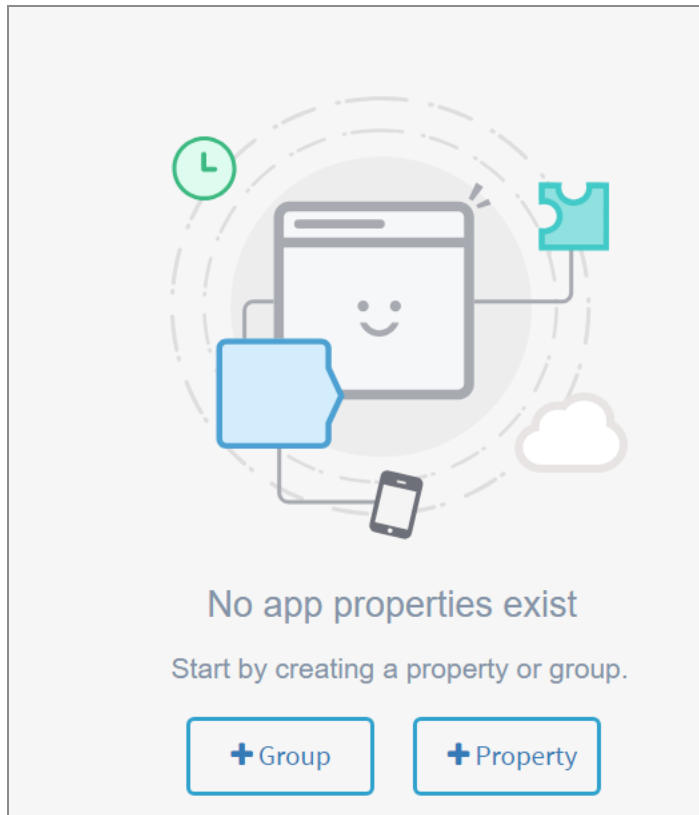 No app properties exist
Start by creating a property or group.
+ Group
+ Property